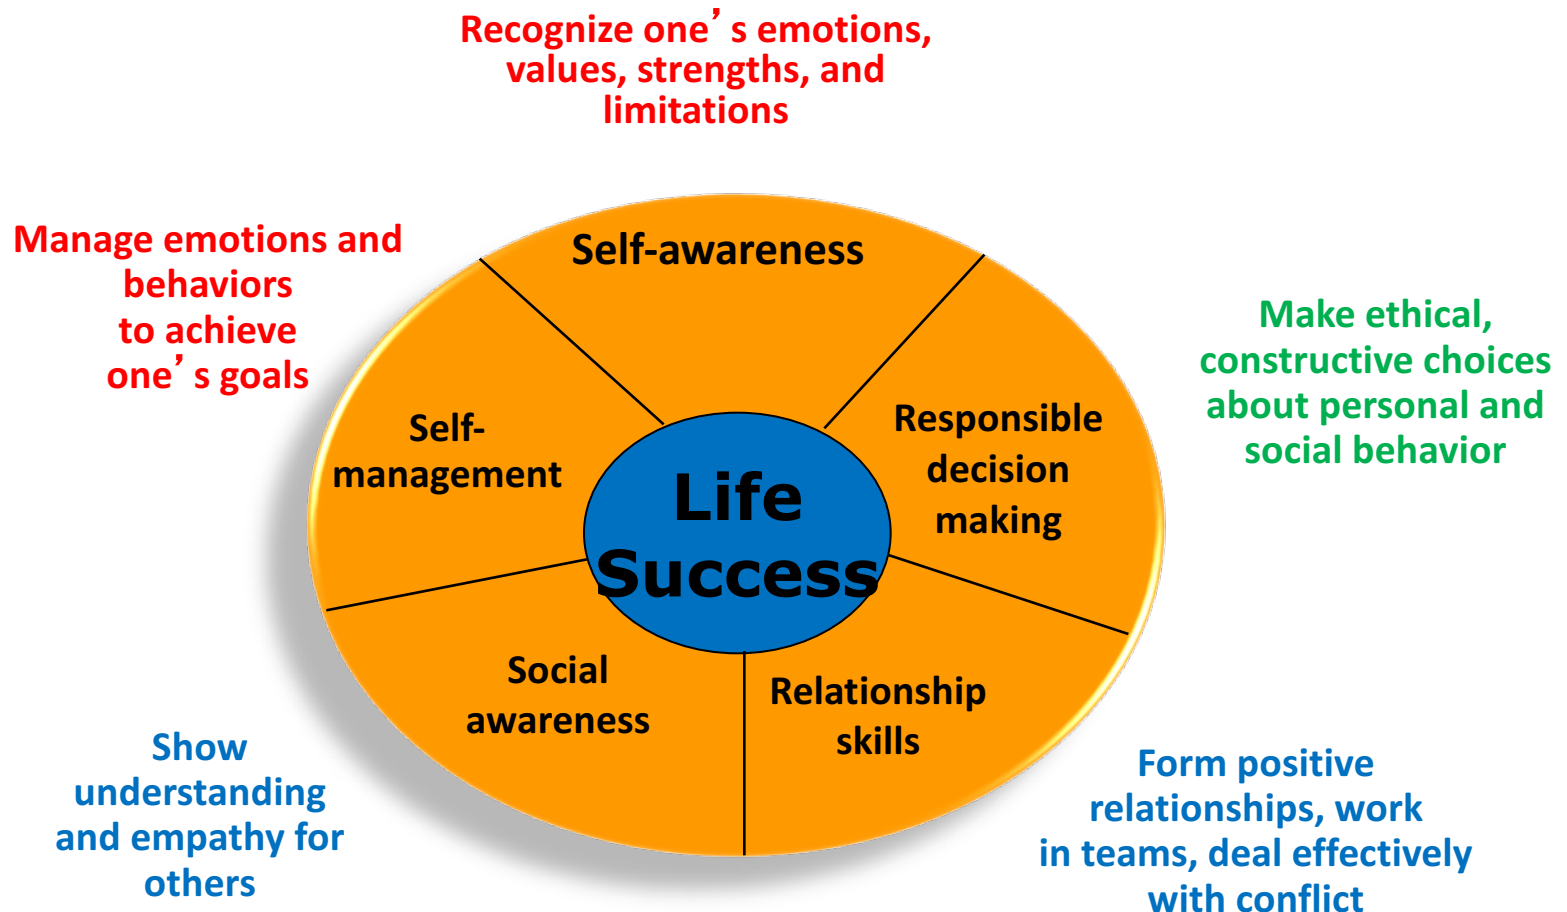 Recognize one’s emotions,
values, strengths, and
limitations
Manage emotions and
behaviors
to achieve
one’s goals
Self-awareness
Make ethical,
constructive choices
about personal and
social behavior
Self-
management
Responsible
decision
making
Life
Success
Social
awareness
Relationship
skills
Show
understanding
and empathy for
others
Form positive
relationships, work
in teams, deal effectively
with conflict